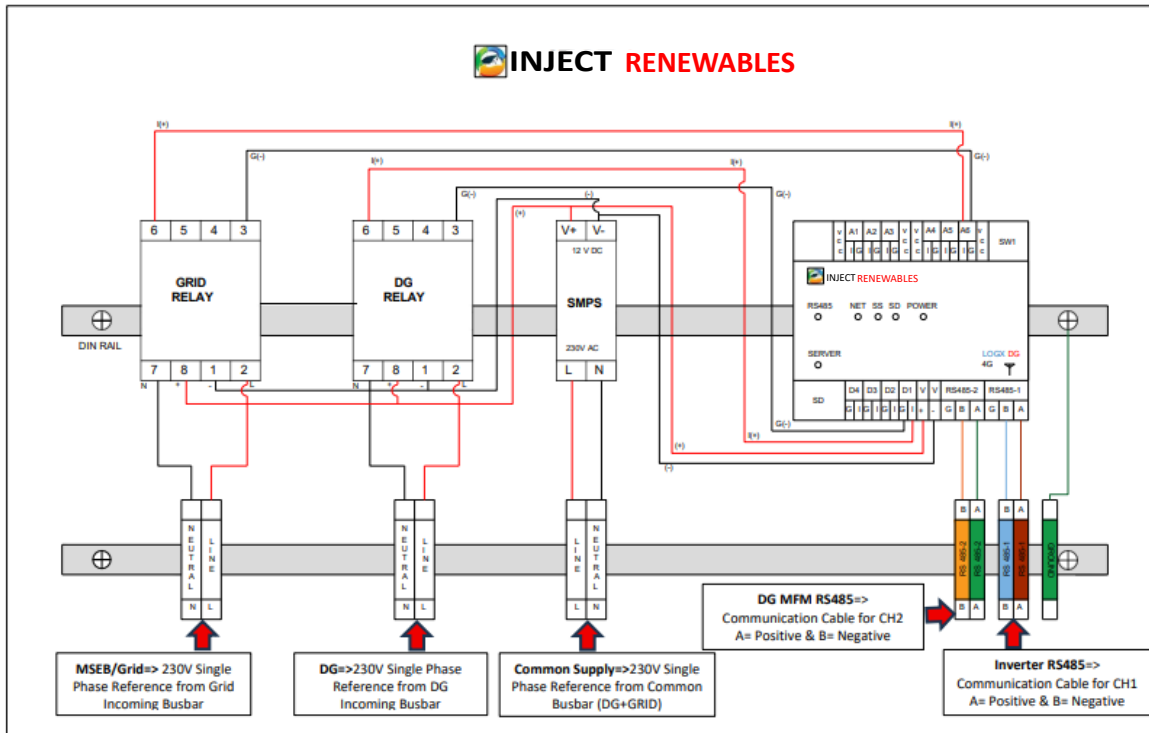 INJECT RENEWABLES
I(+) I(+)
G(-) G(-)
I(+) I(+)
G(-) (-) G(-)
(+)
6 5 4 3
6 5 4 3
V+ V-
vcc A1 A2 A3 vcc vcc A4 A5 A6 vcc SW1
I G I G I G I G I G I G
12 V DC
GRID
RELAY
DG
RELAY
SMPS
INJECT RENEWABLES
RS485 NET SS SD POWER
DIN RAIL
230V AC
SERVER
LOGX DG
4G
7 8 1 2
7 8 1 2
L N
N + - L
N + - L
SD D4 D3 D2 D1 V V RS485-2 RS485-1
G I G I G I G I + - G B A G B A
G(-)
I(+)
(+)
(-)
NEUTRAL LINE
N L
NEUTRAL LINE
N L
LINE NEUTRAL
L N
B A B A
RS 485-2 RS 485-2 RS 485-1 RS 485-1 GROUND
B A B A
MSEB/Grid=> 230V Single
Phase Reference from Grid
Incoming Busbar
DG=>230V Single Phase
Reference from DG
Incoming Busbar
Common Supply=>230V Single
Phase Reference from Common
Busbar (DG+GRID)
DG MFM RS485=>
Communication Cable for CH2
A= Positive & B= Negative
Inverter RS485=>
Communication Cable for CH1
A= Positive & B= Negative